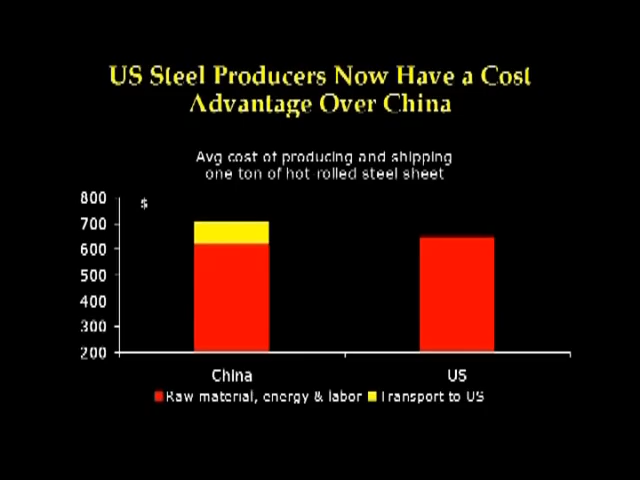 US Steel Producers Now Have a Cost
Advantage Over China
Avg cost of producing and shipping
one ton of hot rolled steel sheet
$
800
700
600
500
400
300
200
China
US
Raw material, energy & labor
Transport to US